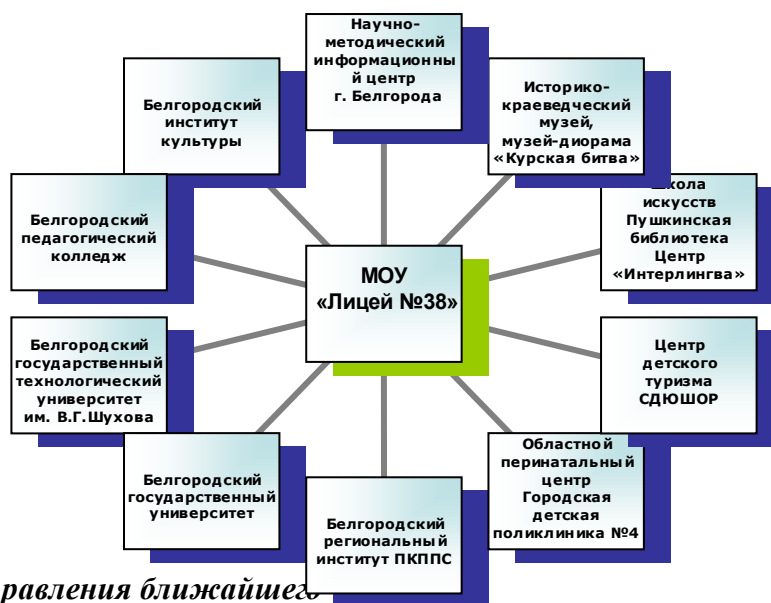 Научно-
методический
информационны
й центр
г. Белгорода
Историко-
краеведческий
музей,
музей-диорама
«Курская битва»
Школа
искусств
Пушкинская
библиотека
Центр
«Интерлингва»
Центр
детского
туризма
СДЮШОР
Областной
перинатальный
центр
Городская
детская
поликлиника №4
Белгородский
региональный
институт ПКППС
Белгородский
государственный
университет
Белгородский
государственный
технологический
университет
им. В.Г.Шухова
Белгородский
педагогический
колледж
Белгородский
институт
культуры
МОУ
«Лицей №38»
равления ближайшего